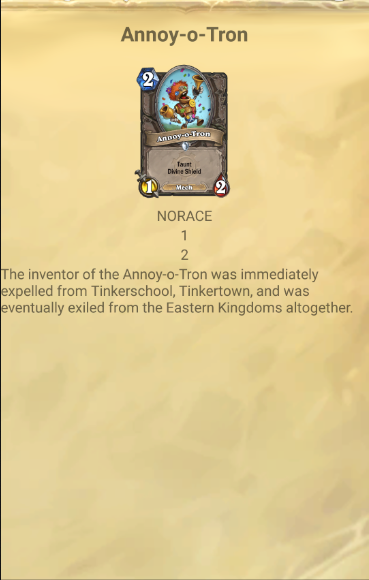 Annoy-o-Tron
2
Annoy-o-Tron
Taunt
Divine Shield
1
Mech
2
NORACE
1
2
The inventor of the Annoy-o-Tron was immediately
expelled from Tinkerschool, Tinkertown, and was
eventually exiled from the Eastern Kingdoms altogether.